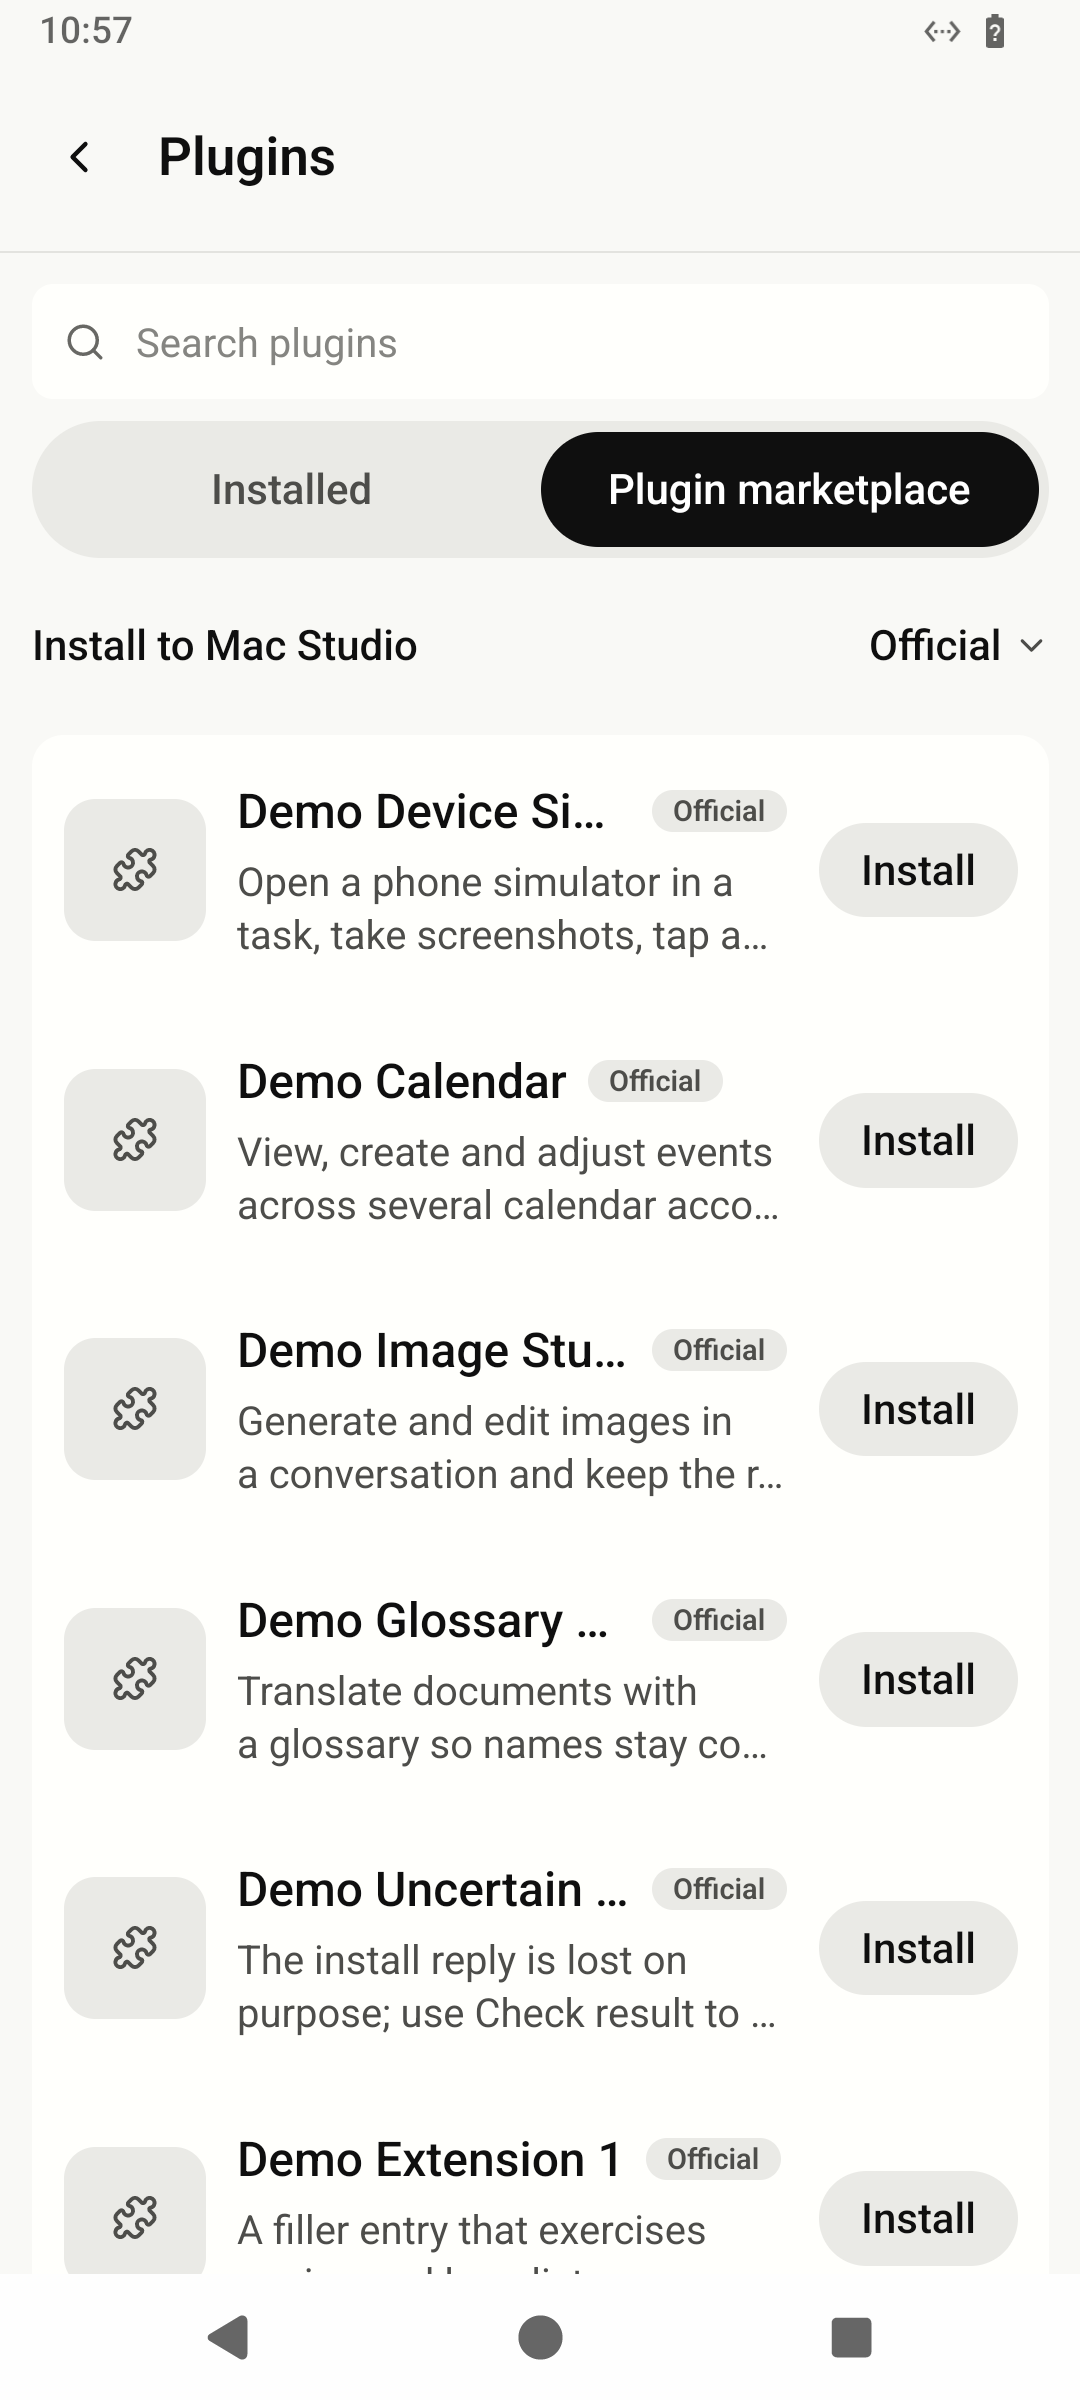 10:57
Plugins
Search plugins
Installed
Plugin marketplace
Install to Mac Studio
Official
Demo Device Si…
Official
Open a phone simulator in a
task, take screenshots, tap a…
Install
Demo Calendar
Official
View, create and adjust events
across several calendar acco…
Install
Demo Image Stu…
Official
Generate and edit images in
a conversation and keep the r…
Install
Demo Glossary …
Official
Translate documents with
a glossary so names stay co…
Install
Demo Uncertain …
Official
The install reply is lost on
purpose; use Check result to …
Install
Demo Extension 1
Official
A filler entry that exercises
Install